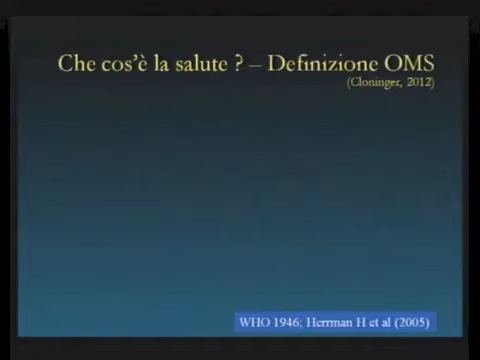 Che cos'è la salute ? – Definizione OMS
(Cloninger, 2012)
WHO 1946; Herrman H et al (2005)